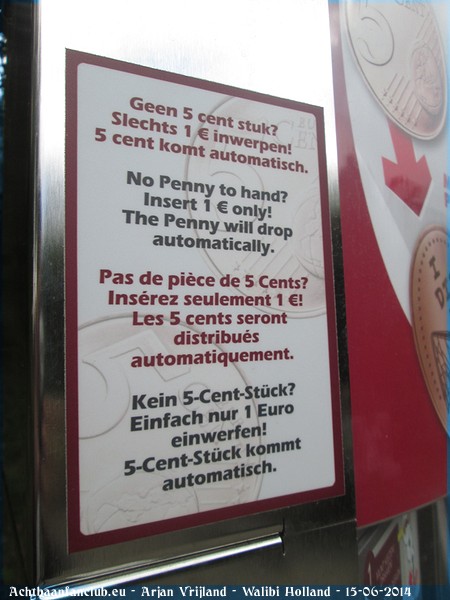 Geen 5 cent stuk?
Slechts 1 € inwerpen!
5 cent komt automatisch.
No Penny to hand?
Insert 1 € only!
The Penny will drop
automatically.
Pas de pièce de 5 Cents?
Insérez seulement 1 €!
Les 5 cents seront
distribués
automatiquement.
Kein 5-Cent-Stück?
Einfach nur 1 Euro
einwerfen!
5-Cent-Stück kommt
automatisch.
Achtbaanfanclub.eu - Arjan Vrijland - Walibi Holland - 15-06-2014